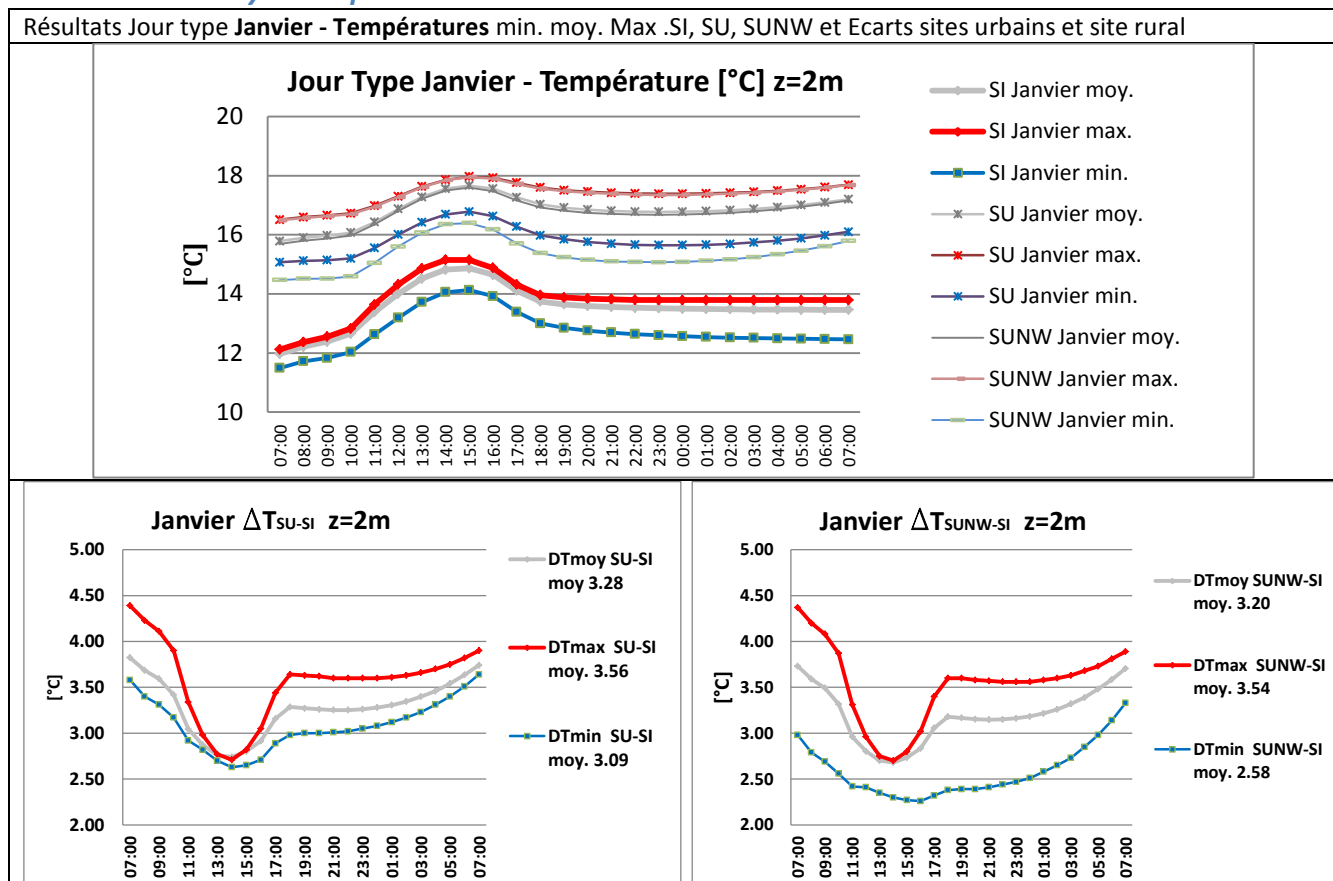 Résultats Jour type Janvier - Températures min. moy. Max .SI, SU, SUNW et Ecarts sites urbains et site rural
Jour Type Janvier - Température [°C] z=2m
[°C]
20
18
16
14
12
10
07:00
08:00
09:00
10:00
11:00
12:00
13:00
14:00
15:00
16:00
17:00
18:00
19:00
20:00
21:00
22:00
23:00
00:00
01:00
02:00
03:00
04:00
05:00
06:00
07:00
SI Janvier moy.
SI Janvier max.
SI Janvier min.
SU Janvier moy.
SU Janvier max.
SU Janvier min.
SUNW Janvier moy.
SUNW Janvier max.
SUNW Janvier min.
Janvier ΔTSU-SI z=2m
[°C]
5.00
4.50
4.00
3.50
3.00
2.50
2.00
07:00
09:00
11:00
13:00
15:00
17:00
19:00
21:00
23:00
01:00
03:00
05:00
07:00
DTmoy SU-SI
moy 3.28
DTmax SU-SI
moy. 3.56
DTmin SU-SI
moy. 3.09
Janvier ΔTSUNW-SI z=2m
[°C]
5.00
4.50
4.00
3.50
3.00
2.50
2.00
07:00
09:00
11:00
13:00
15:00
17:00
19:00
21:00
23:00
01:00
03:00
05:00
07:00
DTmoy SUNW-SI
moy. 3.20
DTmax SUNW-SI
moy. 3.54
DTmin SUNW-SI
moy. 2.58